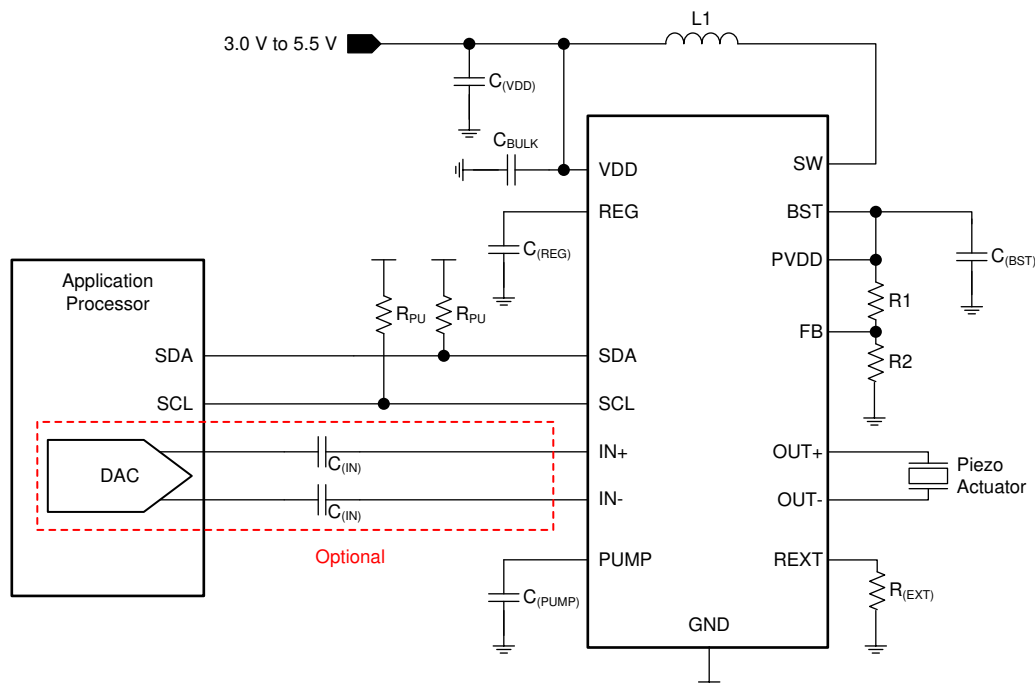 L1
3.0 V to 5.5 V
C(VDD)
CBULK
VDD
SW
REG
BST
C(REG)
PVDD
C(BST)
Application
Processor
R1
RPU
RPU
FB
SDA
SDA
R2
SCL
SCL
DAC
C(IN)
IN+
OUT+
Piezo
Actuator
C(IN)
IN-
OUT-
Optional
PUMP
REXT
C(PUMP)
R(EXT)
GND